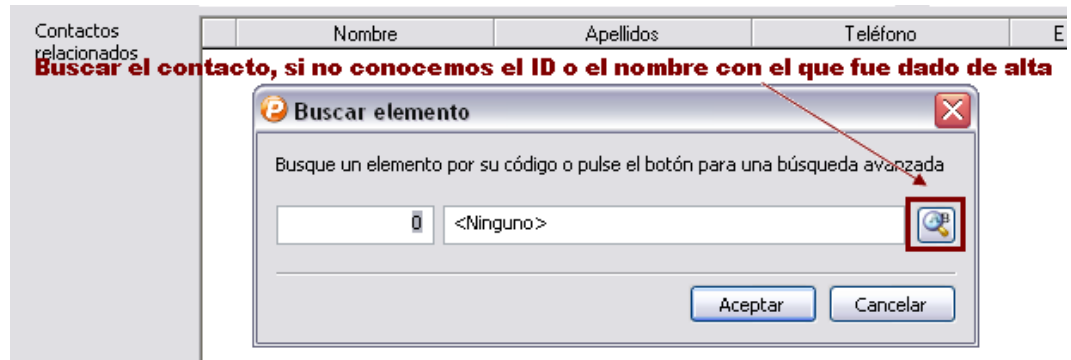 Contactos relacionados
Nombre Apellidos Teléfono E
Buscar el contacto, si no conocemos el ID o el nombre con el que fue dado de alta
Buscar elemento
Busque un elemento por su código o pulse el botón para una búsqueda avanzada
0 <Ninguno>
Aceptar Cancelar